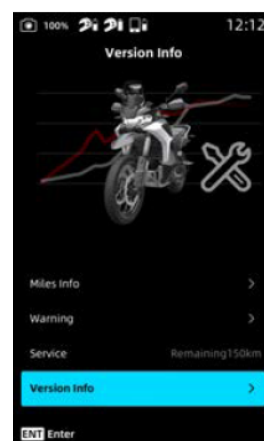 100% 12:12
Version Info
Miles Info
Warning
Service Remaining150km
Version Info
ENT Enter